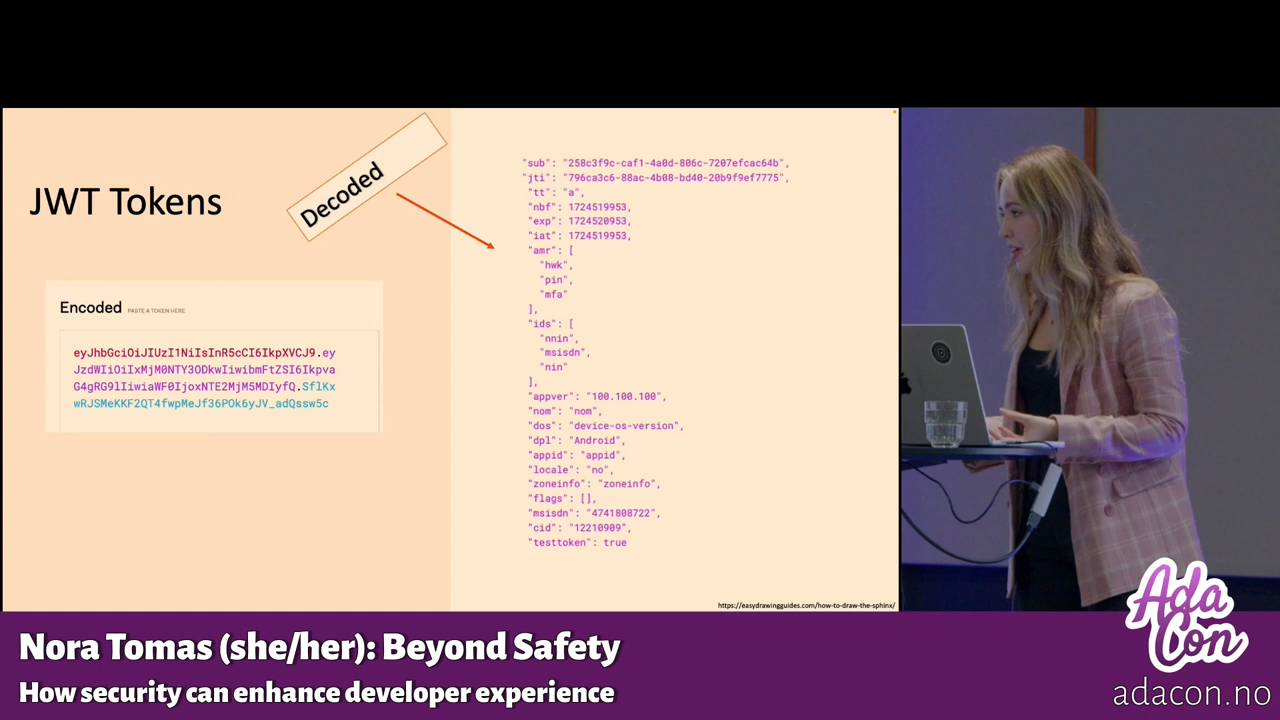 JWT Tokens
Decoded
Encoded PASTE A TOKEN HERE
eyJhbGciOiJIUzI1NiIsInR5cCI6IkpXVCJ9.ey
JzdWIiOiIxMjM0NTY3ODkwIiwibmFtZSI6Ikpva
G4gRG9lIiwiaWF0IjoxNTE2MjM5MDIyfQ.SflKx
wRJSMeKKF2QT4fwpMeJf36POk6yJV_adQssw5c
"sub": "258c3f9c-caf1-4a0d-806c-7207efcac64b",
"jti": "796ca3c6-88ac-4b08-bd40-20b9f9ef7775",
"tt": "a",
"nbf": 1724519953,
"exp": 1724520953,
"iat": 1724519953,
"amr": [
"hwk",
"pin",
"mfa"
],
"ids": [
"nnin",
"msisdn",
"nin"
],
"appver": "100.100.100",
"nom": "nom",
"dos": "device-os-version",
"dpl": "Android",
"appid": "appid",
"locale": "no",
"zoneinfo": "zoneinfo",
"flags": [],
"msisdn": "4741808722",
"cid": "12210909",
"testtoken": true
https://easydrawingguides.com/how-to-draw-the-sphinx/
Nora Tomas (she/her): Beyond Safety
How security can enhance developer experience
Ada
Con
adacon.no